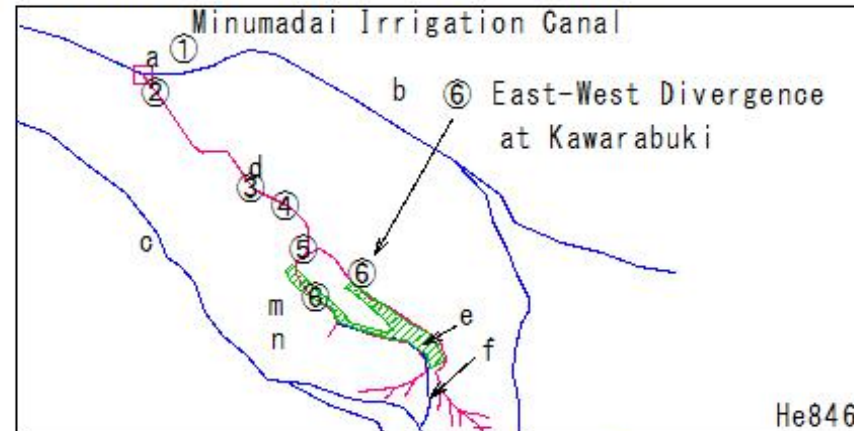 Minumadai Irrigation Canal
a ①
②
b ⑥ East-West Divergence
at Kawarabuki
d
③ ④
c
⑤
⑥
⑥
m
n
e
f
He846